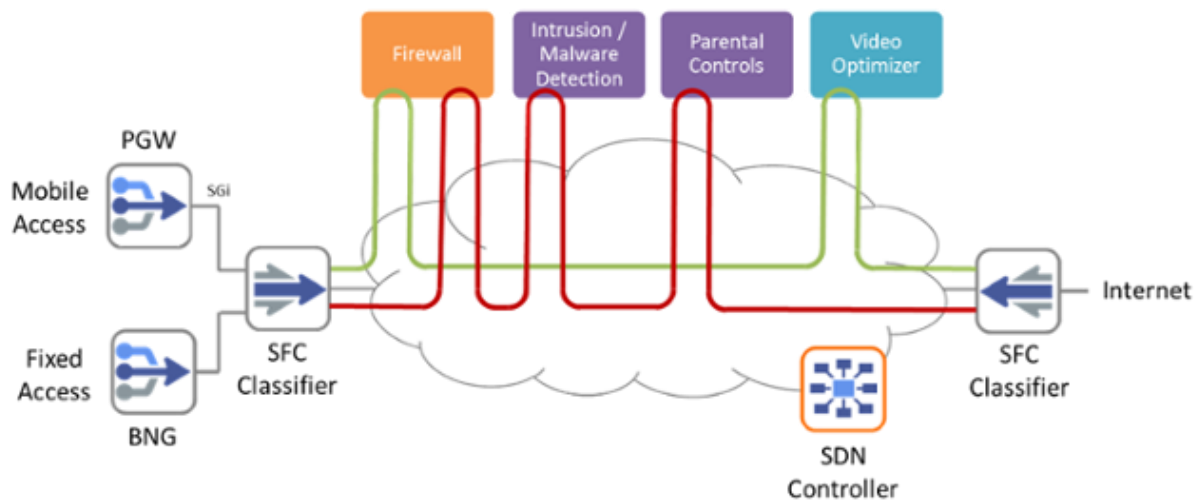 Firewall
Intrusion /
Malware
Detection
Parental
Controls
Video
Optimizer
PGW
Mobile
Access
SGi
Fixed
Access
BNG
SFC
Classifier
SFC
Classifier
Internet
SDN
Controller